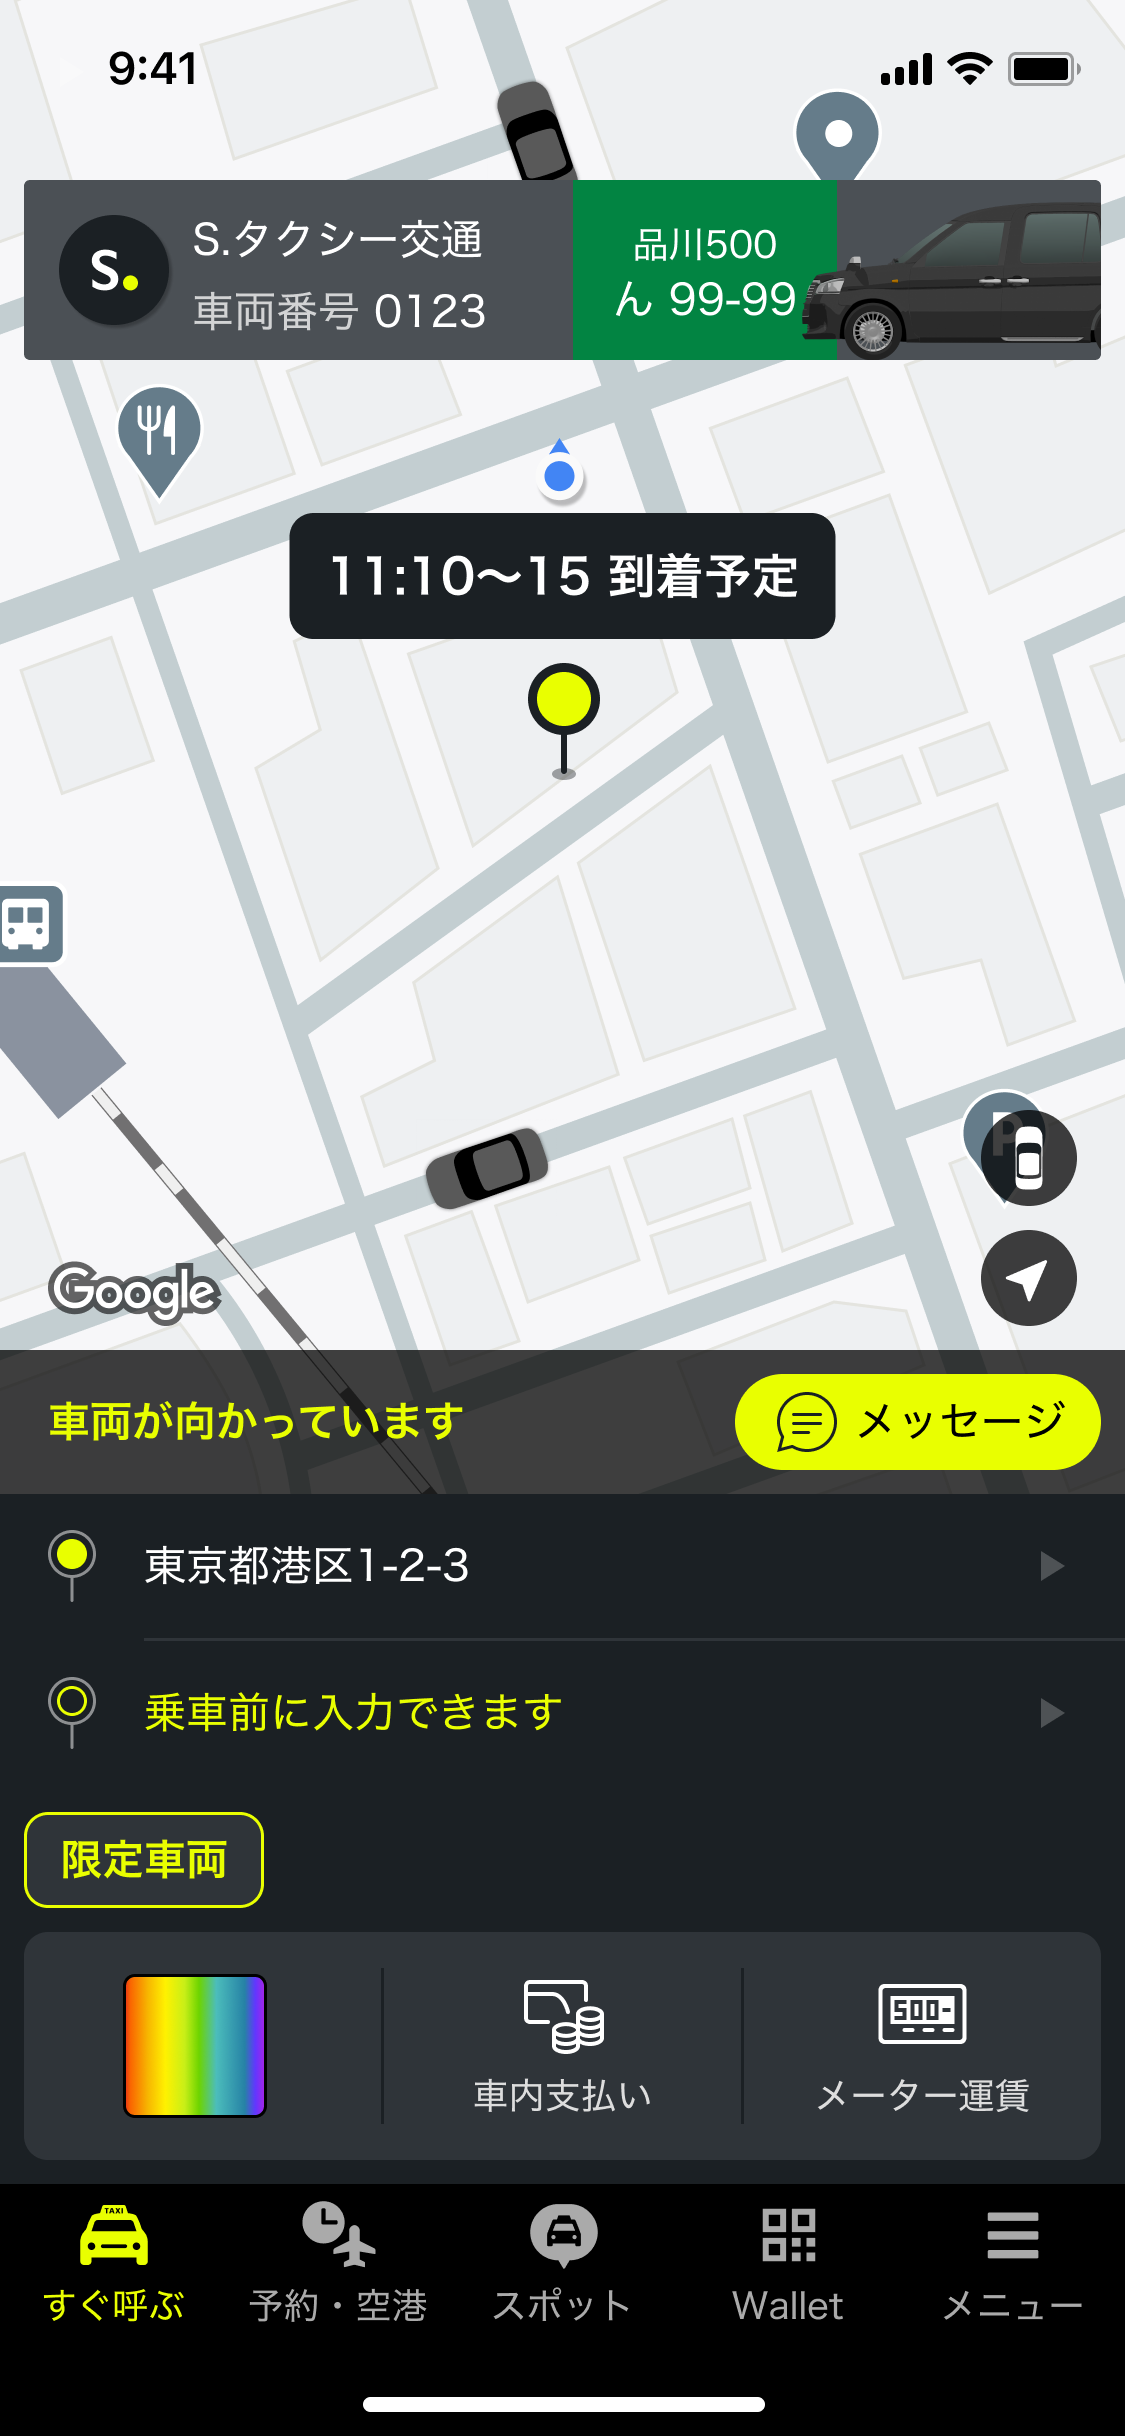 9:41
S.
S.タクシー交通
車両番号 0123
品川500
ん 99-99
11:10〜15 到着予定
P
Google
車両が向かっています
メッセージ
東京都港区1-2-3
乗車前に入力できます
限定車両
500-
車内支払い
メーター運賃
TAXI
すぐ呼ぶ
予約・空港
スポット
Wallet
メニュー